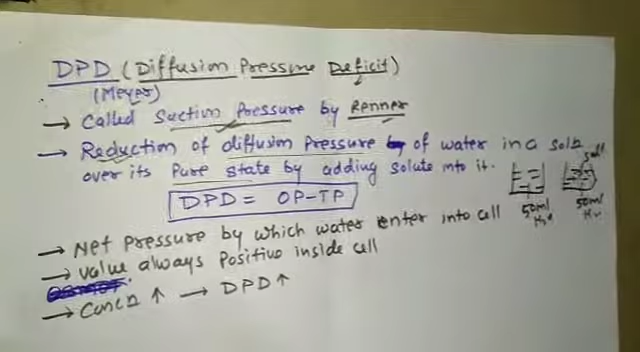 DPD (Diffusion Pressure Deficit)
(Meyer)
→ Called Suction Pressure by Renner
→ Reduction of diffusion Pressure of water in a soln
over its Pure state by adding solute into it.
DPD = OP-TP
50ml
50ml
→ Net pressure by which water enter into cell
→ value always Positive inside cell
→ Concn ↑ → DPD ↑